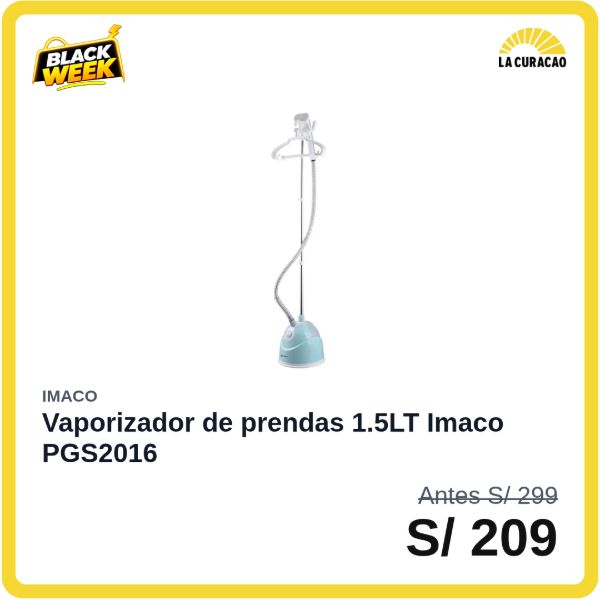 BLACK
WEEK
LA CURACAO
IMACO
Vaporizador de prendas 1.5LT Imaco
PGS2016
Antes S/ 299
S/ 209